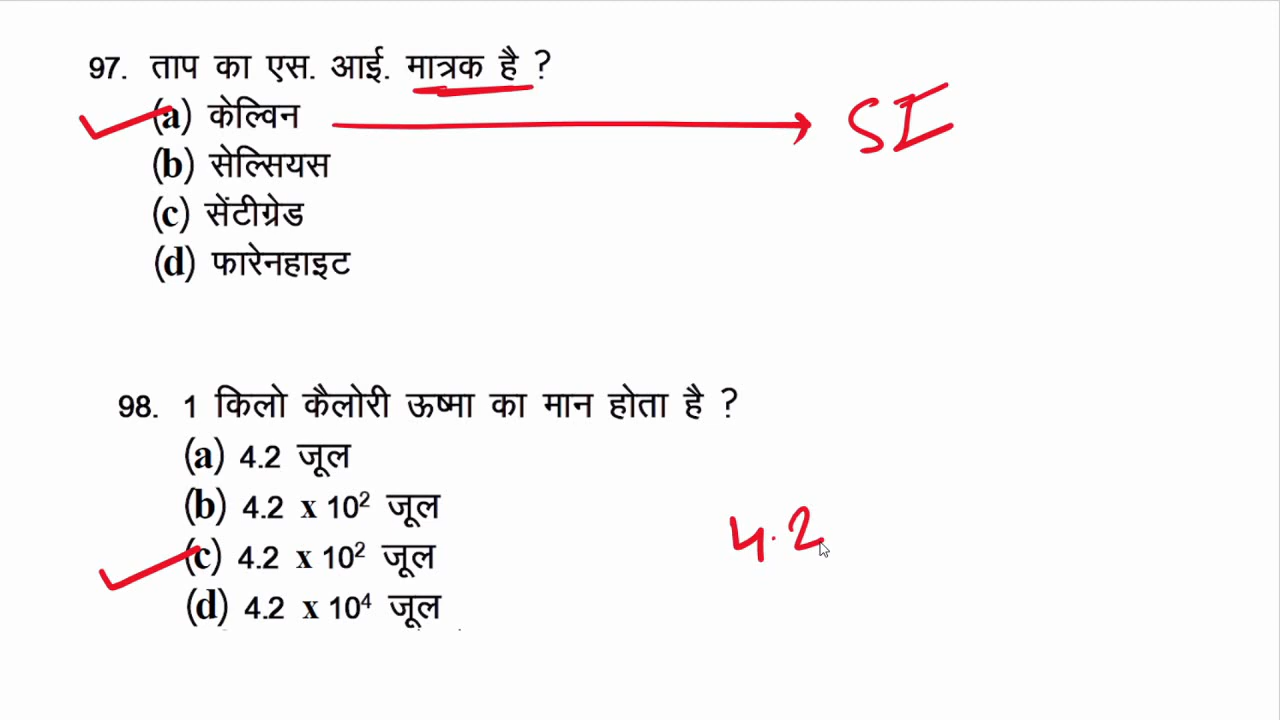 97. ताप का एस. आई. मात्रक है ?
(a) केल्विन SI
(b) सेल्सियस
(c) सेंटीग्रेड
(d) फारेनहाइट
98. 1 किलो कैलोरी ऊष्मा का मान होता है ?
(a) 4.2 जूल
(b) 4.2 x 10² जूल
(c) 4.2 x 10² जूल
4.2
(d) 4.2 x 10⁴ जूल